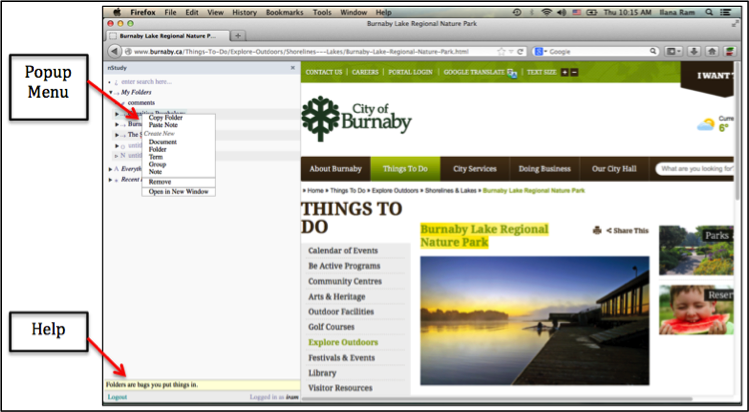 Firefox File Edit View History Bookmarks Tools Window Help Thu 10:15 AM Ilana Ram
Burnaby Lake Regional Nature Park
Burnaby Lake Regional Nature P...
www.burnaby.ca/Things-To-Do/Explore-Outdoors/Shorelines---Lakes/Burnaby-Lake-Regional-Nature-Park.html
Google
Popup
Menu
nStudy
enter search here...
My Folders
comments
Copy Folder
Paste Note
Create New
Document
Folder
Term
Group
Note
Remove
Open in New Window
Burn
The
untit
N untit
A Everyth
Recent
CONTACT US | CAREERS | PORTAL LOGIN | GOOGLE TRANSLATE | TEXT SIZE
I WANT
City of
Burnaby
Curre
6°
About Burnaby Things To Do City Services Doing Business Our City Hall What are you looking for?
Home Things To Do Explore Outdoors Shorelines & Lakes Burnaby Lake Regional Nature Park
THINGS TO
DO
Calendar of Events
Be Active Programs
Community Centres
Arts & Heritage
Outdoor Facilities
Golf Courses
Explore Outdoors
Festivals & Events
Library
Visitor Resources
Burnaby Lake Regional
Nature Park
Share This
Parks
Reser
Help
Folders are bugs you put things in.
Logout Logged in as iram